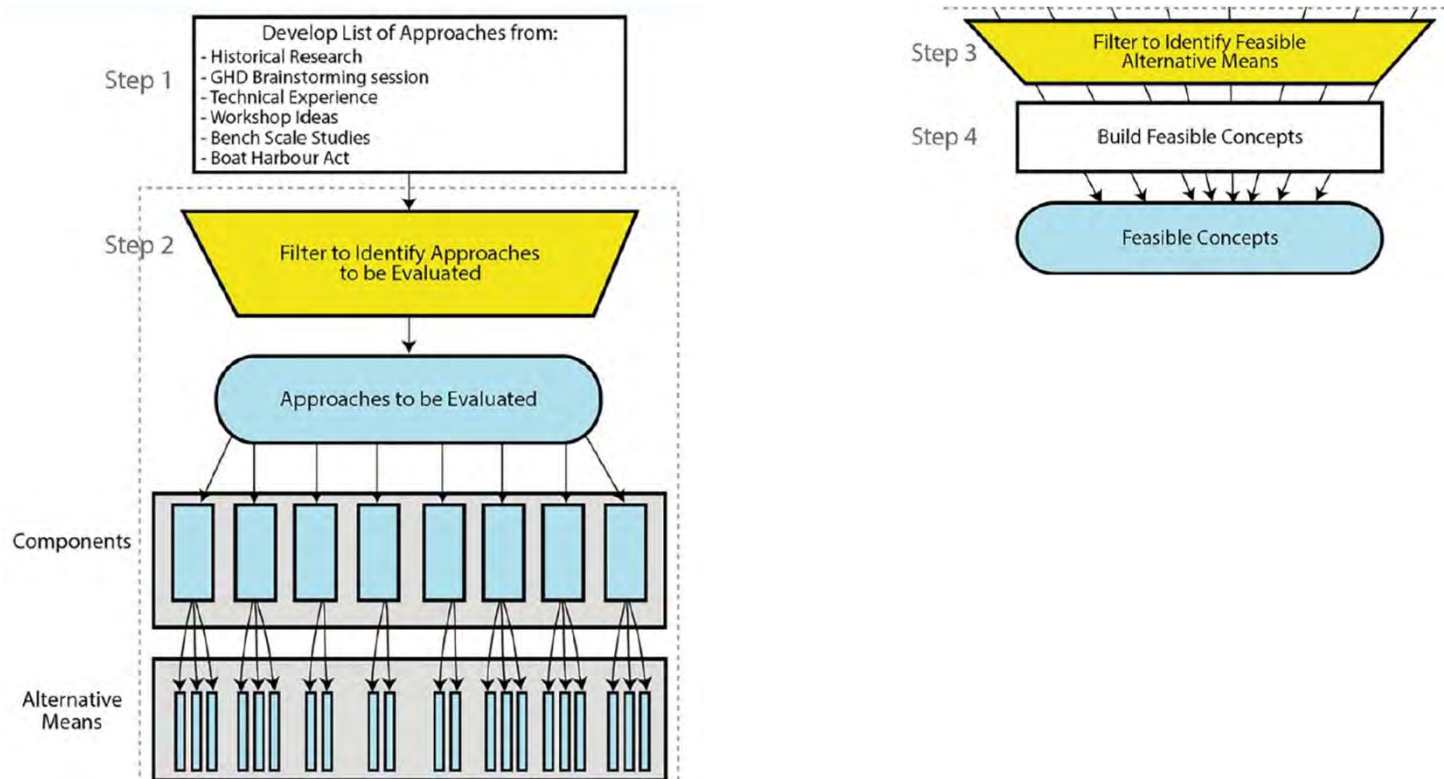 Step 1
Develop List of Approaches from:
- Historical Research
- GHD Brainstorming session
- Technical Experience
- Workshop Ideas
- Bench Scale Studies
- Boat Harbour Act
Step 2
Filter to Identify Approaches
to be Evaluated
Approaches to be Evaluated
Components
Alternative
Means
Step 3
Filter to Identify Feasible
Alternative Means
Step 4
Build Feasible Concepts
Feasible Concepts